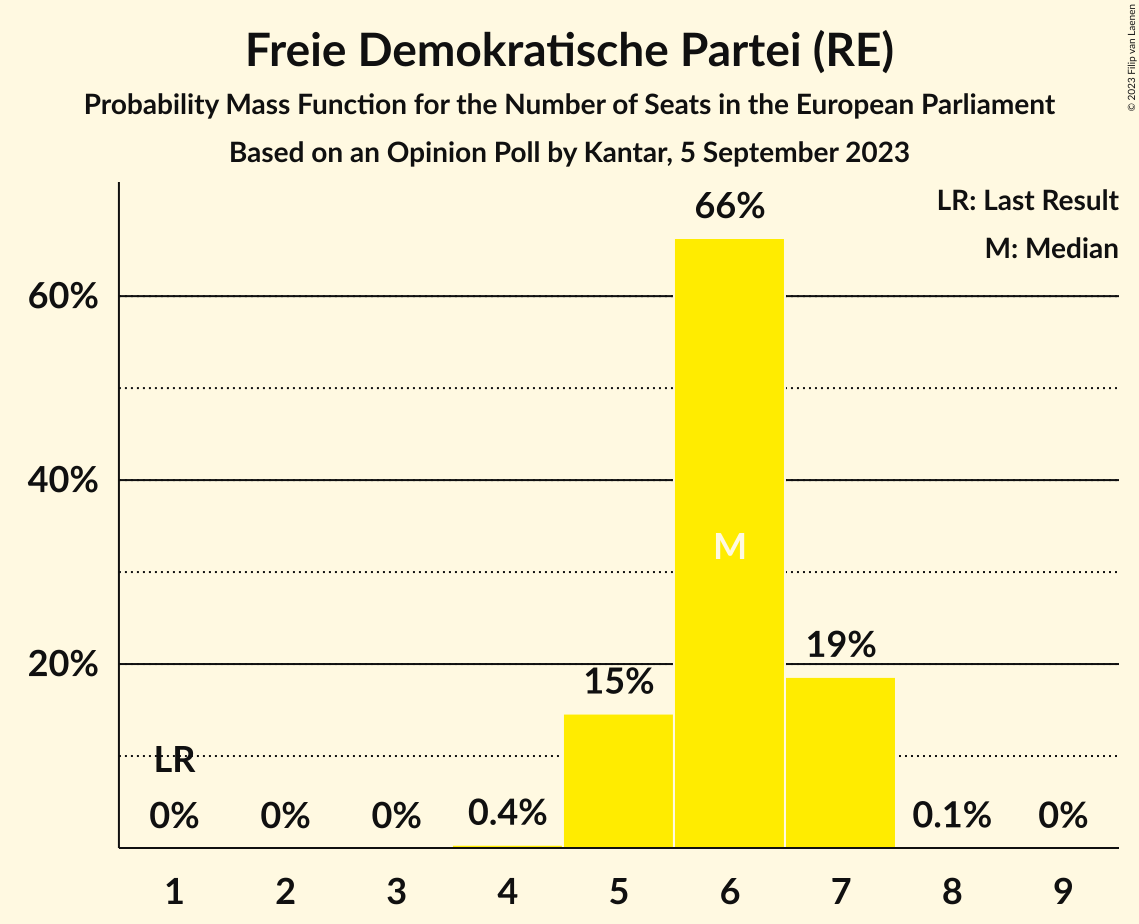 Freie Demokratische Partei (RE)
Probability Mass Function for the Number of Seats in the European Parliament
Based on an Opinion Poll by Kantar, 5 September 2023
© 2023 Filip van Laenen
LR: Last Result
M: Median
66%
60%
40%
M
19%
20%
15%
LR
0%
0%
0%
0.4%
0.1%
0%
1 2 3 4 5 6 7 8 9